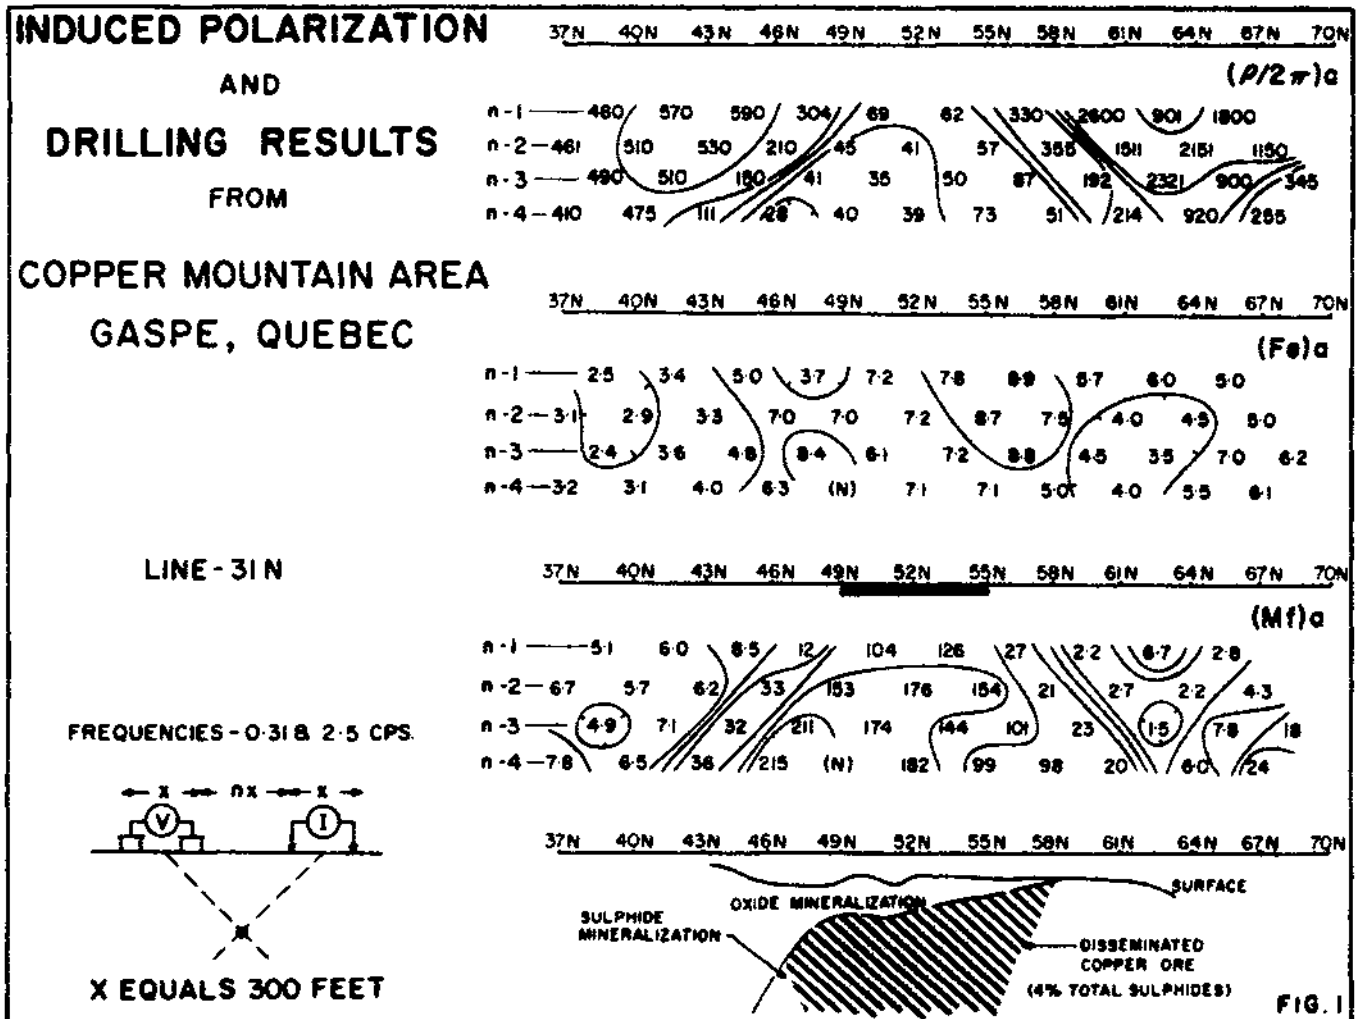 INDUCED POLARIZATION
AND
DRILLING RESULTS
FROM
COPPER MOUNTAIN AREA
GASPE, QUEBEC
LINE-31N
FREQUENCIES-0·31 & 2·5 CPS.
x nx x
V I
X EQUALS 300 FEET
37N 40N 43N 46N 49N 52N 55N 58N 61N 64N 67N 70N
(ρ/2π)a
n-1 480 570 590 304 69 62 330 2600 901 1800
n-2 461 510 530 210 45 41 57 355 1511 2151 1150
n-3 490 510 150 41 35 50 87 192 2321 900 345
n-4 410 475 111 28 40 39 73 51 214 920 255
37N 40N 43N 46N 49N 52N 55N 58N 61N 64N 67N 70N
(Fe)a
n-1 2·5 3·4 5·0 3·7 7·2 7·8 8·9 5·7 6·0 5·0
n-2 3·1 2·9 3·3 7·0 7·0 7·2 8·7 7·5 4·0 4·5 5·0
n-3 2·4 3·6 4·8 8·4 6·1 7·2 8·8 4·5 3·5 7·0 6·2
n-4 3·2 3·1 4·0 6·3 (N) 7·1 7·1 5·0 4·0 5·5 6·1
37N 40N 43N 46N 49N 52N 55N 58N 61N 64N 67N 70N
(Mf)a
n-1 5·1 6·0 8·5 12 104 126 27 2·2 6·7 2·8
n-2 6·7 5·7 6·2 33 153 176 154 21 2·7 2·2 4·3
n-3 4·9 7·1 32 211 174 144 101 23 1·5 7·8 18
n-4 7·8 6·5 36 215 (N) 182 99 98 20 6·0 24
37N 40N 43N 46N 49N 52N 55N 58N 61N 64N 67N 70N
SURFACE
OXIDE MINERALIZATION
SULPHIDE
MINERALIZATION
DISSEMINATED
COPPER ORE
(4% TOTAL SULPHIDES)
FIG. 1